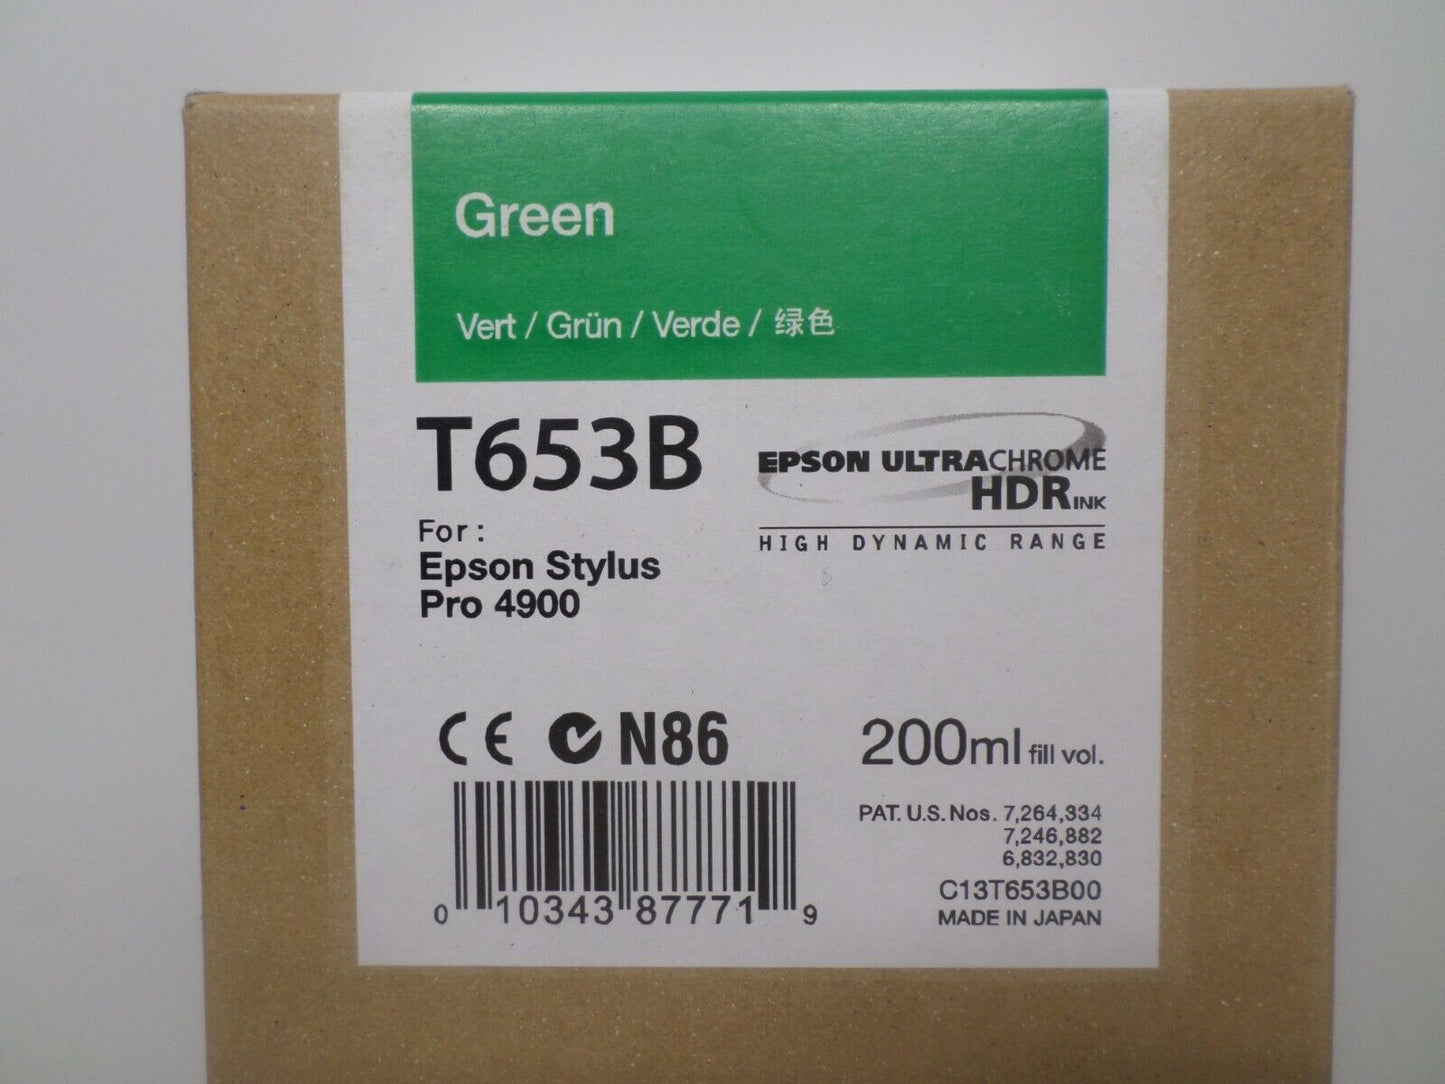 Green
Vert / Grün / Verde / 绿色
T653B
EPSON ULTRACHROME
HDR INK
HIGH DYNAMIC RANGE
For :
Epson Stylus
Pro 4900
CE N86
200ml fill vol.
PAT. U.S. Nos. 7,264,334
7,246,882
6,832,830
C13T653B00
MADE IN JAPAN
0 10343 87771 9